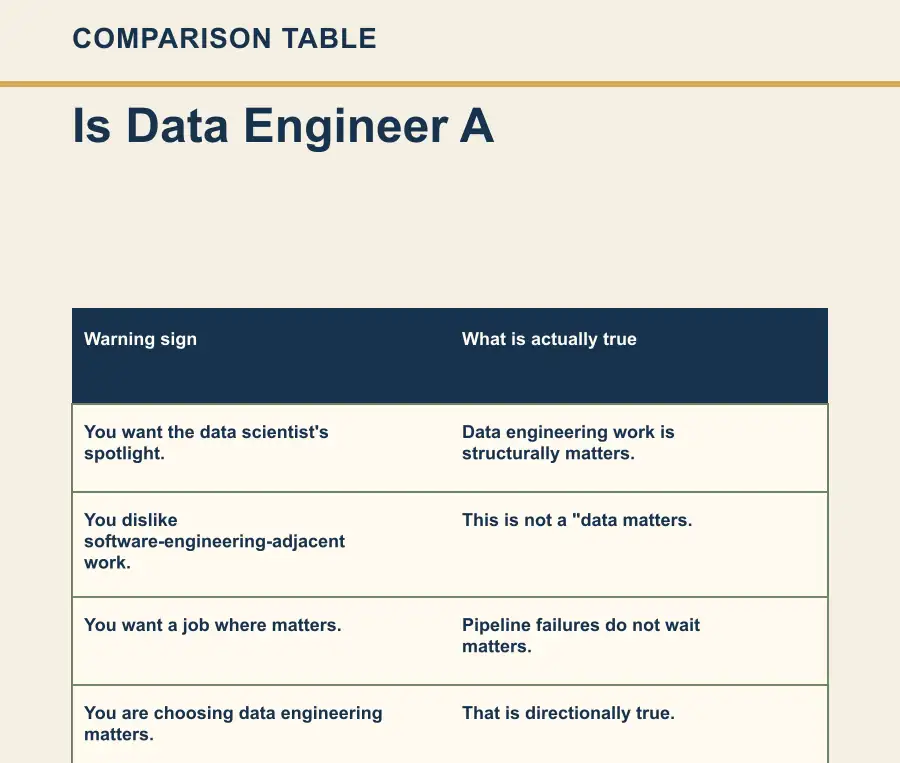 COMPARISON TABLE
Is Data Engineer A
Warning sign
What is actually true
You want the data scientist's
spotlight.
Data engineering work is
structurally matters.
You dislike
software-engineering-adjacent
work.
This is not a "data matters.
You want a job where matters.
Pipeline failures do not wait
matters.
You are choosing data engineering
matters.
That is directionally true.